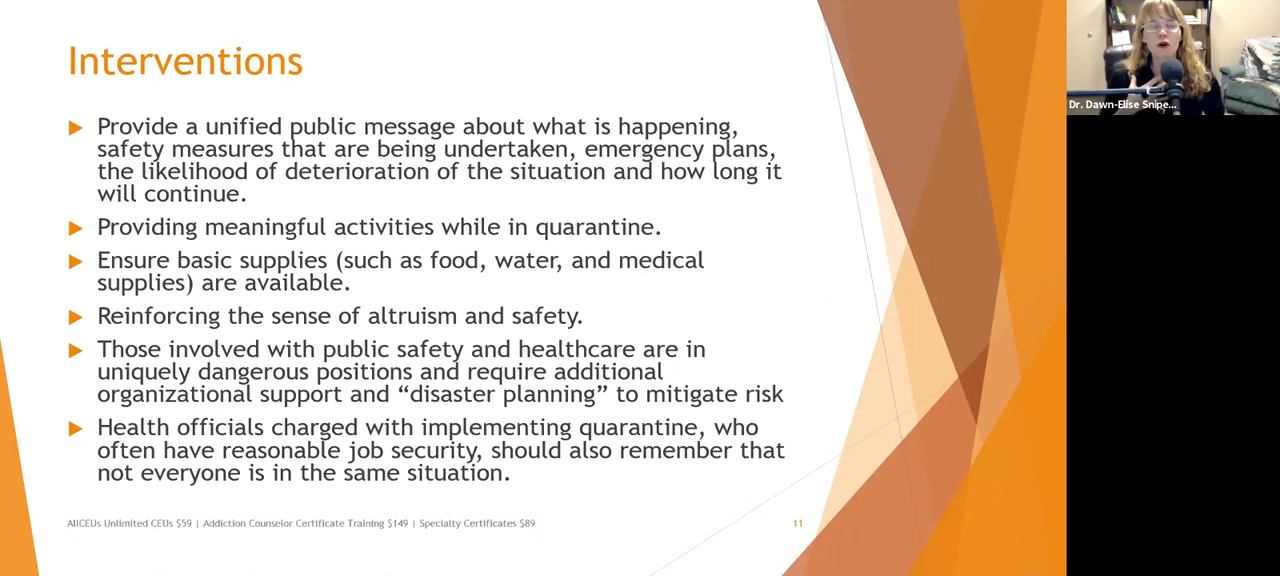 Interventions
Provide a unified public message about what is happening,
safety measures that are being undertaken, emergency plans,
the likelihood of deterioration of the situation and how long it
will continue.
Providing meaningful activities while in quarantine.
Ensure basic supplies (such as food, water, and medical
supplies) are available.
Reinforcing the sense of altruism and safety.
Those involved with public safety and healthcare are in
uniquely dangerous positions and require additional
organizational support and “disaster planning” to mitigate risk
Health officials charged with implementing quarantine, who
often have reasonable job security, should also remember that
not everyone is in the same situation.
AllCEUs Unlimited CEUs $59 | Addiction Counselor Certificate Training $149 | Specialty Certificates $89
11
Dr. Dawn-Elise Snipe...